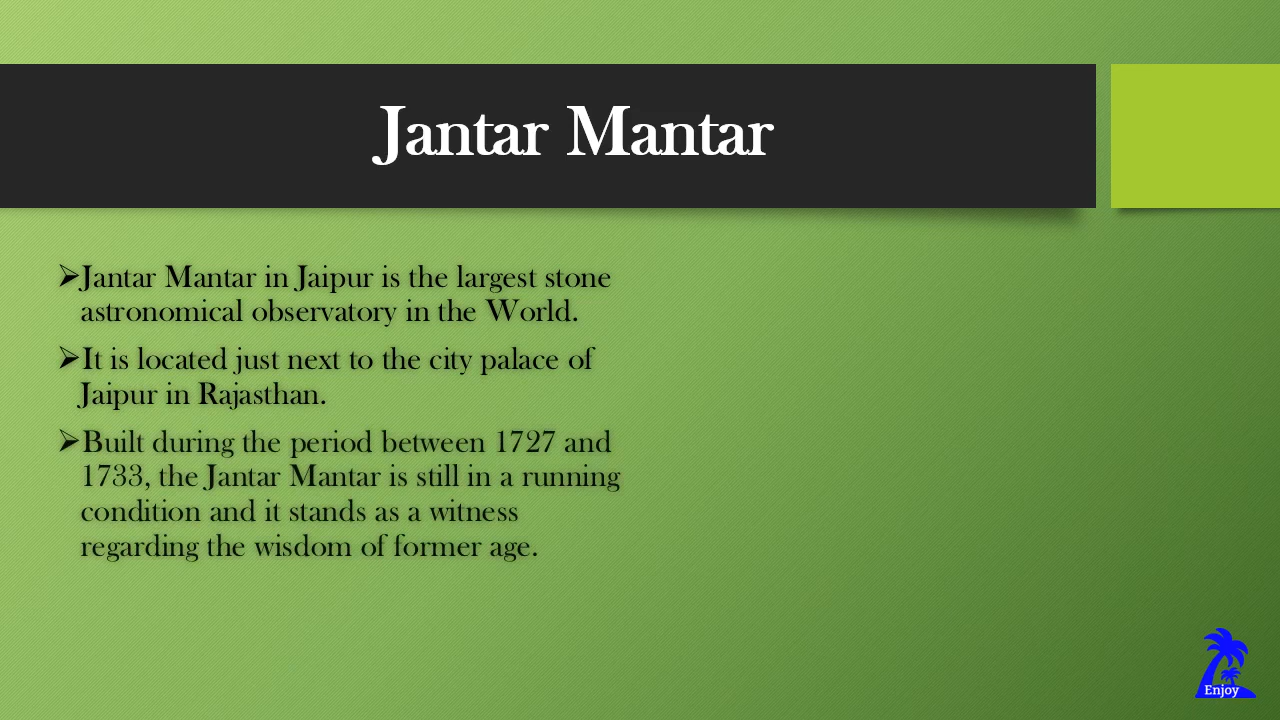 Jantar Mantar
➢Jantar Mantar in Jaipur is the largest stone
astronomical observatory in the World.
➢It is located just next to the city palace of
Jaipur in Rajasthan.
➢Built during the period between 1727 and
1733, the Jantar Mantar is still in a running
condition and it stands as a witness
regarding the wisdom of former age.
Enjoy